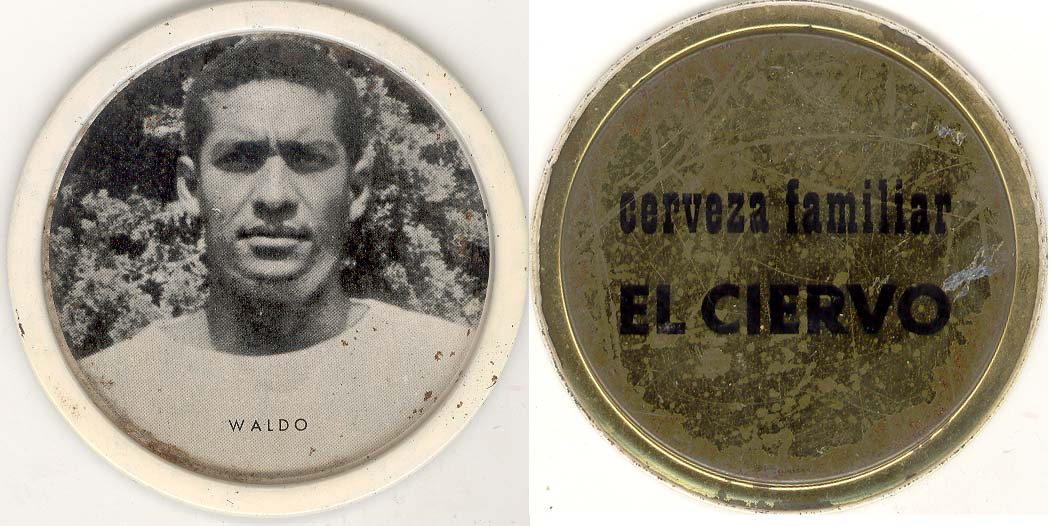 WALDO
cerveza familiar
EL CIERVO